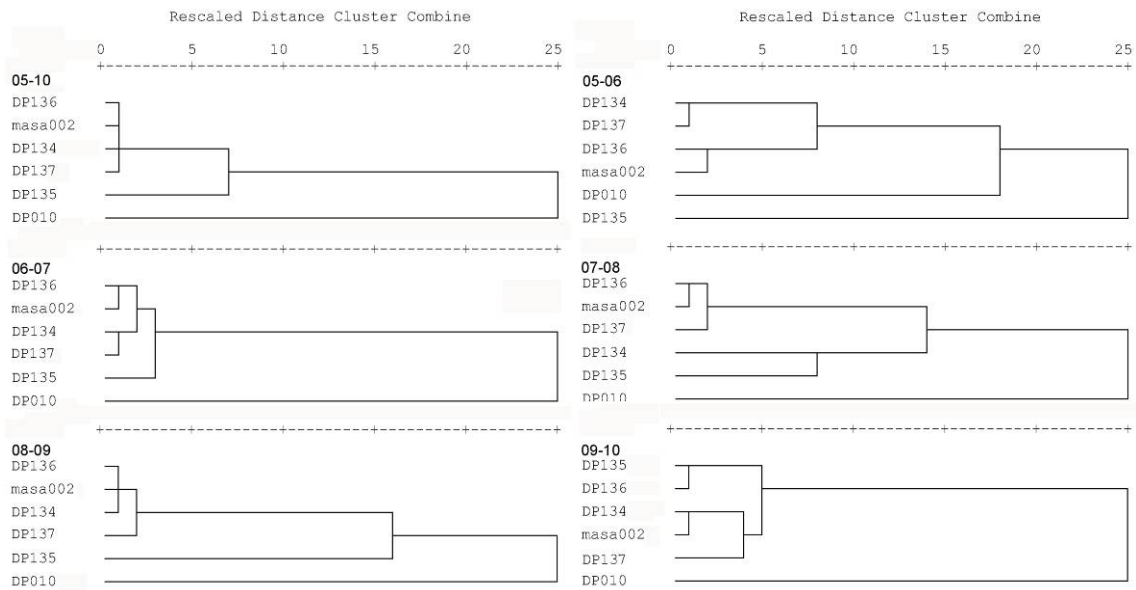 Rescaled Distance Cluster Combine
0 5 10 15 20 25
05-10
DP136
masa002
DP134
DP137
DP135
DP010
06-07
DP136
masa002
DP134
DP137
DP135
DP010
08-09
DP136
masa002
DP134
DP137
DP135
DP010
Rescaled Distance Cluster Combine
0 5 10 15 20 25
05-06
DP134
DP137
DP136
masa002
DP010
DP135
07-08
DP136
masa002
DP137
DP134
DP135
DP010
09-10
DP135
DP136
DP134
masa002
DP137
DP010